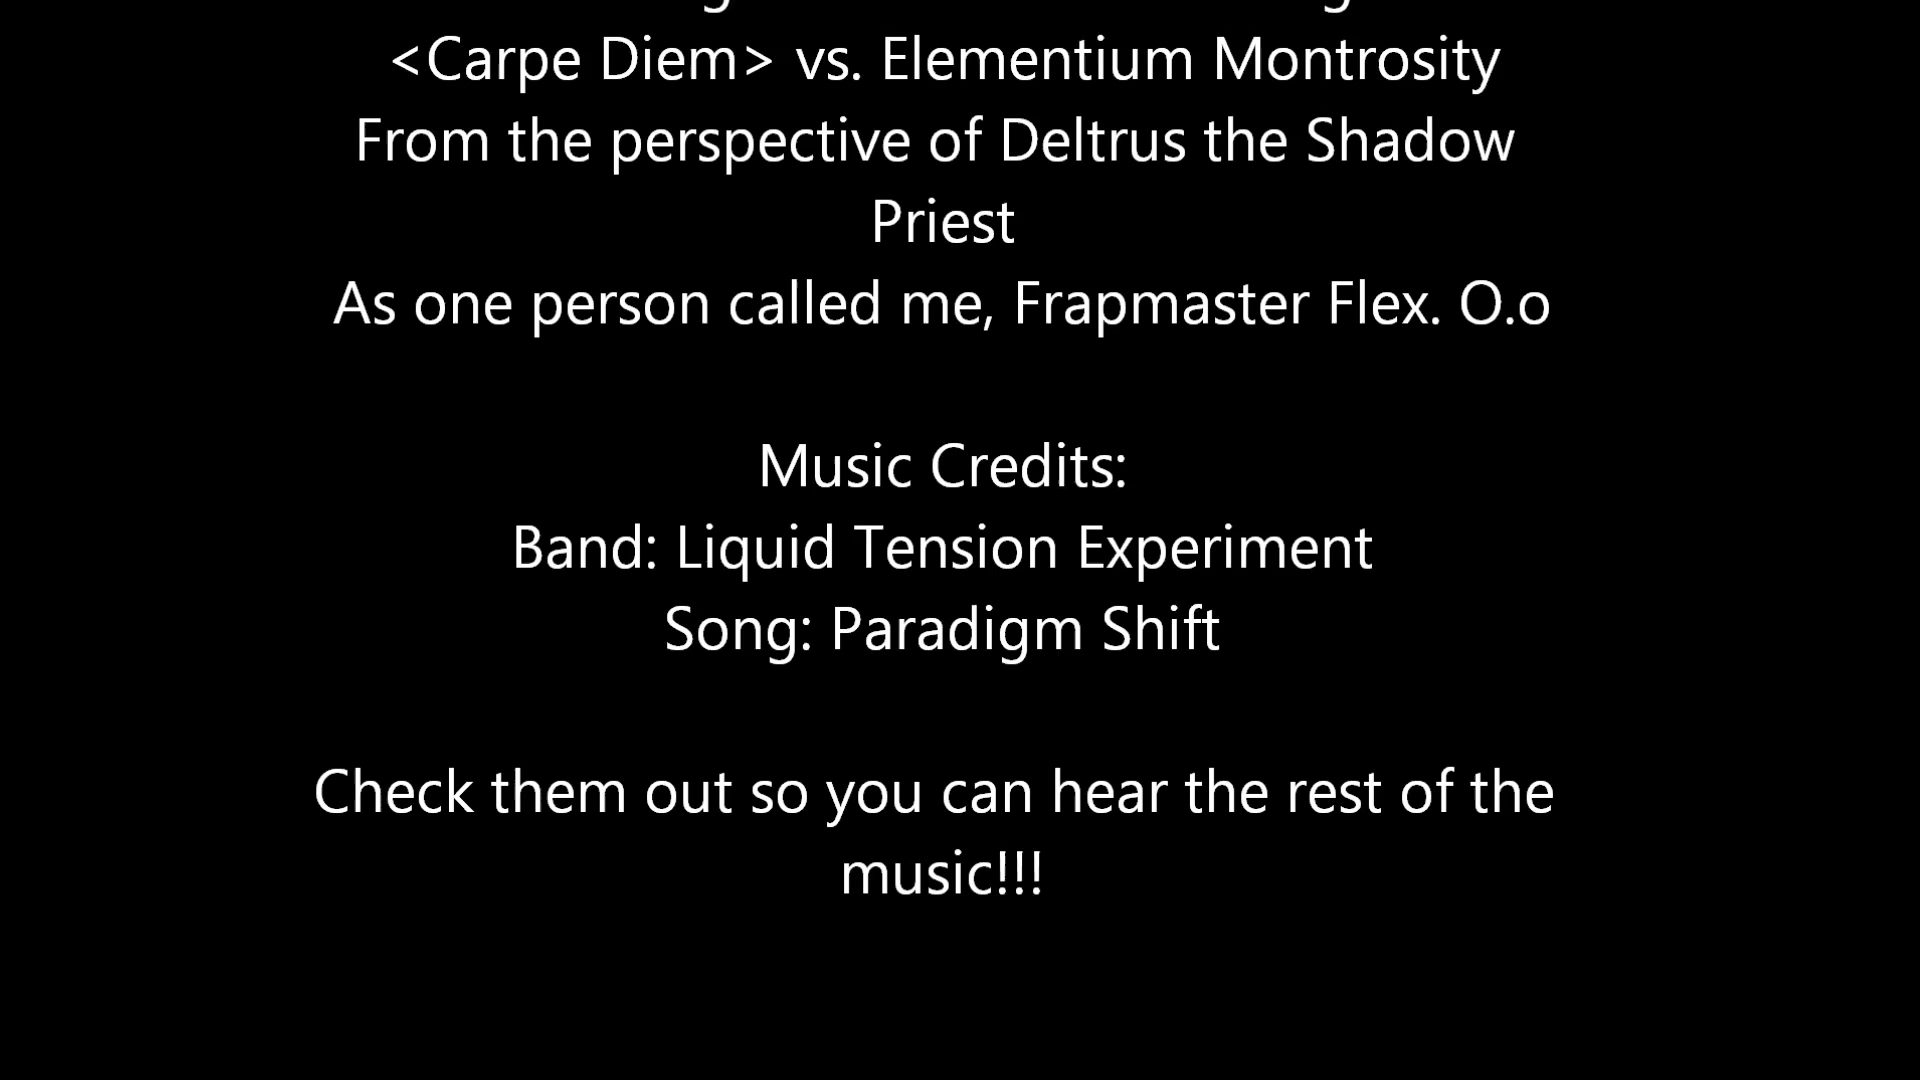 <Carpe Diem> vs. Elementium Montrosity
From the perspective of Deltrus the Shadow
Priest
As one person called me, Frapmaster Flex. O.o
Music Credits:
Band: Liquid Tension Experiment
Song: Paradigm Shift
Check them out so you can hear the rest of the
music!!!